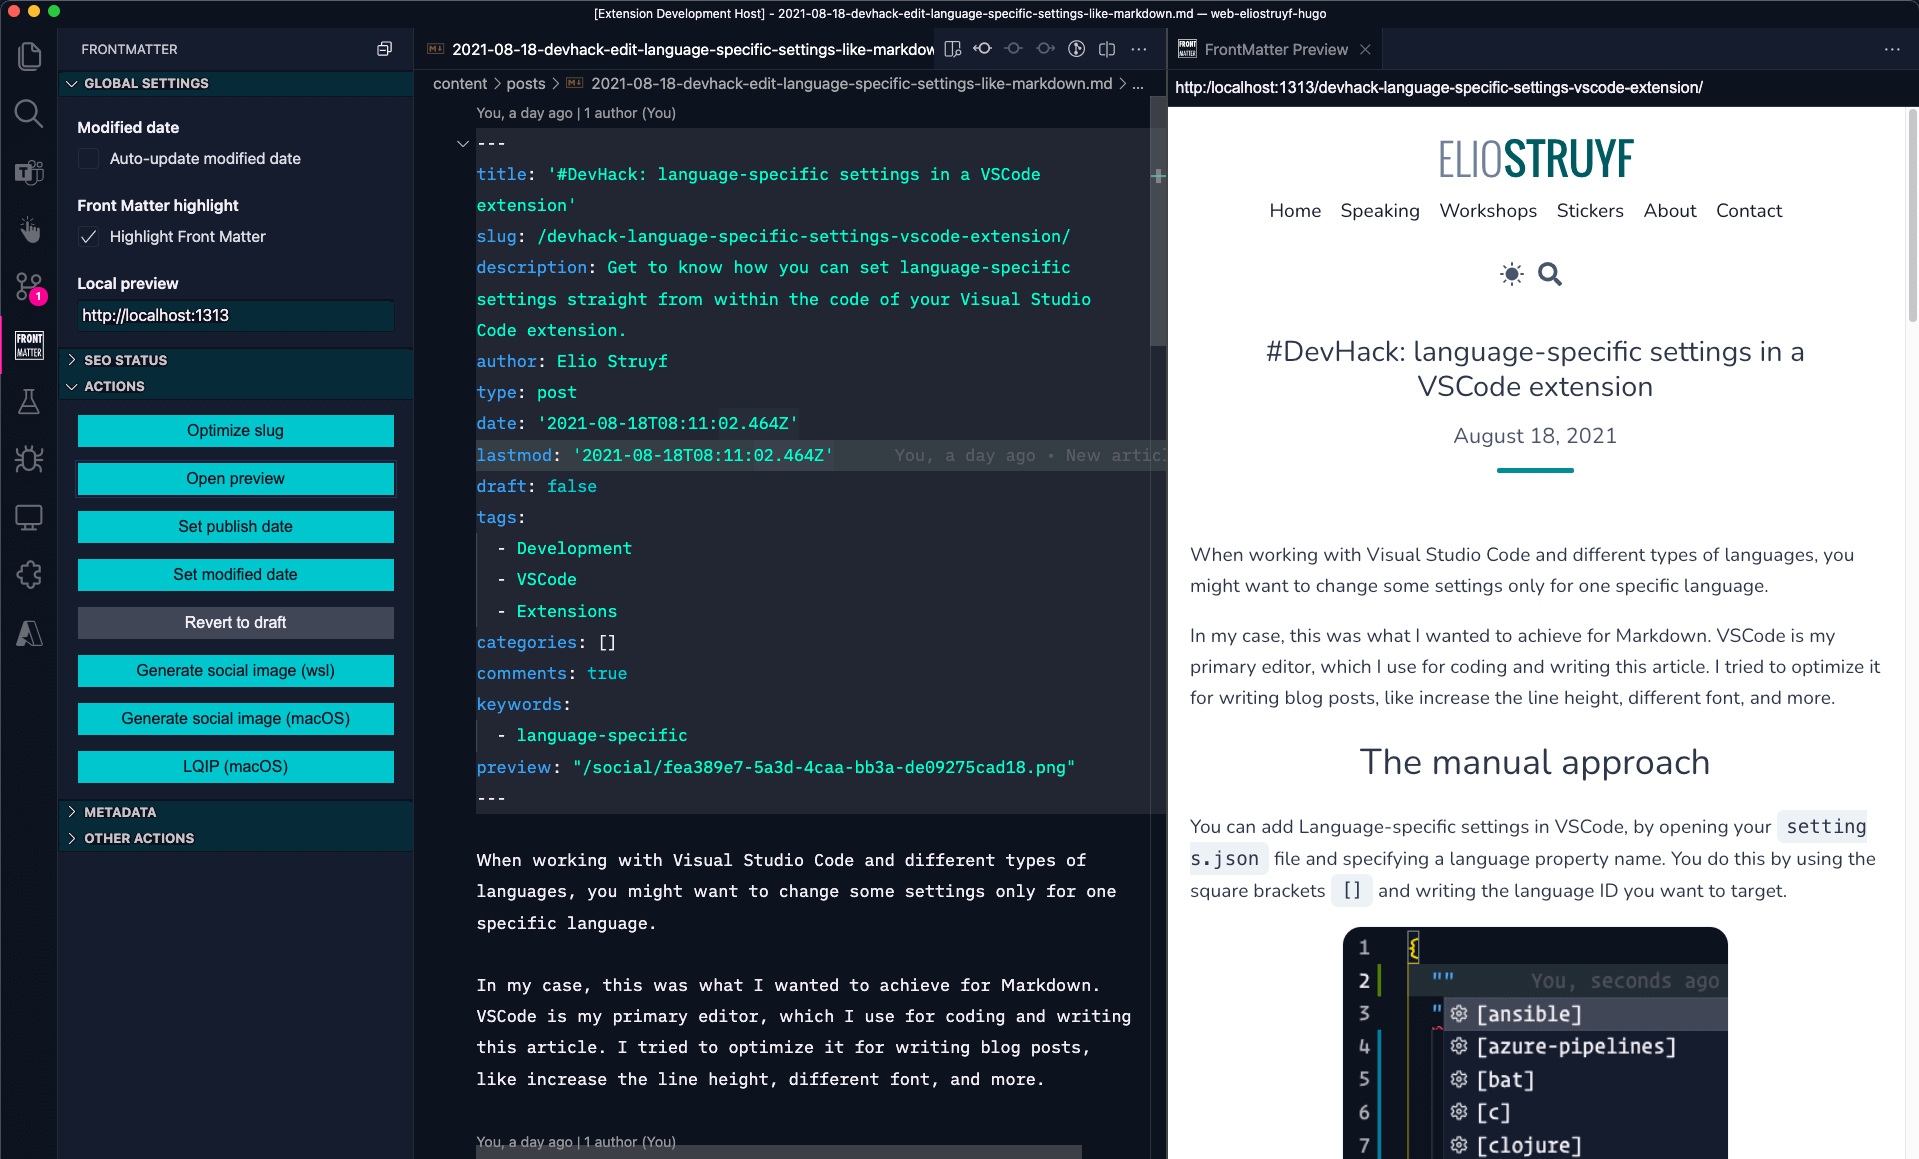 [Extension Development Host] - 2021-08-18-devhack-edit-language-specific-settings-like-markdown.md — web-eliostruyf-hugo
FRONTMATTER
GLOBAL SETTINGS
Modified date
Auto-update modified date
Front Matter highlight
Highlight Front Matter
Local preview
http://localhost:1313
SEO STATUS
ACTIONS
Optimize slug
Open preview
Set publish date
Set modified date
Revert to draft
Generate social image (wsl)
Generate social image (macOS)
LQIP (macOS)
METADATA
OTHER ACTIONS
1
FRONT
MATTER
2021-08-18-devhack-edit-language-specific-settings-like-markdow
content > posts > 2021-08-18-devhack-edit-language-specific-settings-like-markdown.md > ...
You, a day ago | 1 author (You)
---
title: '#DevHack: language-specific settings in a VSCode
extension'
slug: /devhack-language-specific-settings-vscode-extension/
description: Get to know how you can set language-specific
settings straight from within the code of your Visual Studio
Code extension.
author: Elio Struyf
type: post
date: '2021-08-18T08:11:02.464Z'
lastmod: '2021-08-18T08:11:02.464Z' You, a day ago • New artic
draft: false
tags:
- Development
- VSCode
- Extensions
categories: []
comments: true
keywords:
- language-specific
preview: "/social/fea389e7-5a3d-4caa-bb3a-de09275cad18.png"
---
When working with Visual Studio Code and different types of
languages, you might want to change some settings only for one
specific language.
In my case, this was what I wanted to achieve for Markdown.
VSCode is my primary editor, which I use for coding and writing
this article. I tried to optimize it for writing blog posts,
like increase the line height, different font, and more.
You, a day ago | 1 author (You)
FRONT
MATTER
FrontMatter Preview
http:/localhost:1313/devhack-language-specific-settings-vscode-extension/
ELIOSTRUYF
Home Speaking Workshops Stickers About Contact
#DevHack: language-specific settings in a
VSCode extension
August 18, 2021
When working with Visual Studio Code and different types of languages, you
might want to change some settings only for one specific language.
In my case, this was what I wanted to achieve for Markdown. VSCode is my
primary editor, which I use for coding and writing this article. I tried to optimize it
for writing blog posts, like increase the line height, different font, and more.
The manual approach
You can add Language-specific settings in VSCode, by opening your setting
s.json file and specifying a language property name. You do this by using the
square brackets [] and writing the language ID you want to target.
1 {
2 "" You, seconds ago
3 " [ansible]
4 [azure-pipelines]
5 [bat]
6 [c]
7 [clojure]